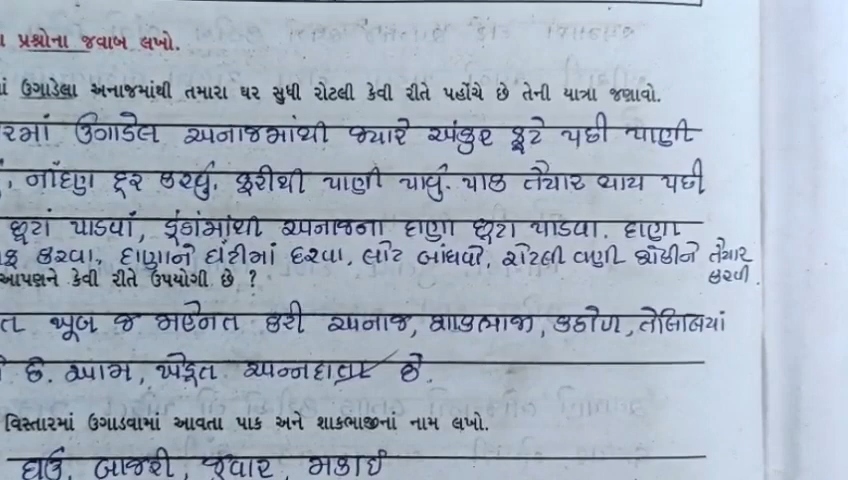 પ્રશ્નોના જવાબ લખો.
ઉગાડેલા અનાજમાંથી તમારા ઘર સુધી રોટલી કેવી રીતે પહોંચે છે તેની યાત્રા જણાવો.
ઉગાડેલ અનાજમાંથી જ્યારે અંકુર ફૂટે પછી પાણી
નીંદણ દૂર કરવું. ફરીથી પાણી પાવું. પાક તૈયાર થાય પછી
છૂટાં પાડવાં, ડૂંડાંમાંથી અનાજના દાણા છૂટા પાડવા. દાણા
કરવા, દાણાને ઘંટીમાં દળવા, લોટ બાંધવો, રોટલી વણી શેકીને તૈયાર
કરવી.
આપણને કેવી રીતે ઉપયોગી છે ?
ખૂબ જ મહેનત કરી અનાજ, શાકભાજી, કઠોળ, તેલિબિયાં
છે. આમ, ખેડૂત અન્નદાતા છે.
વિસ્તારમાં ઉગાડવામાં આવતા પાક અને શાકભાજીનાં નામ લખો.
ઘઉં, બાજરી, જુવાર, મકાઈ